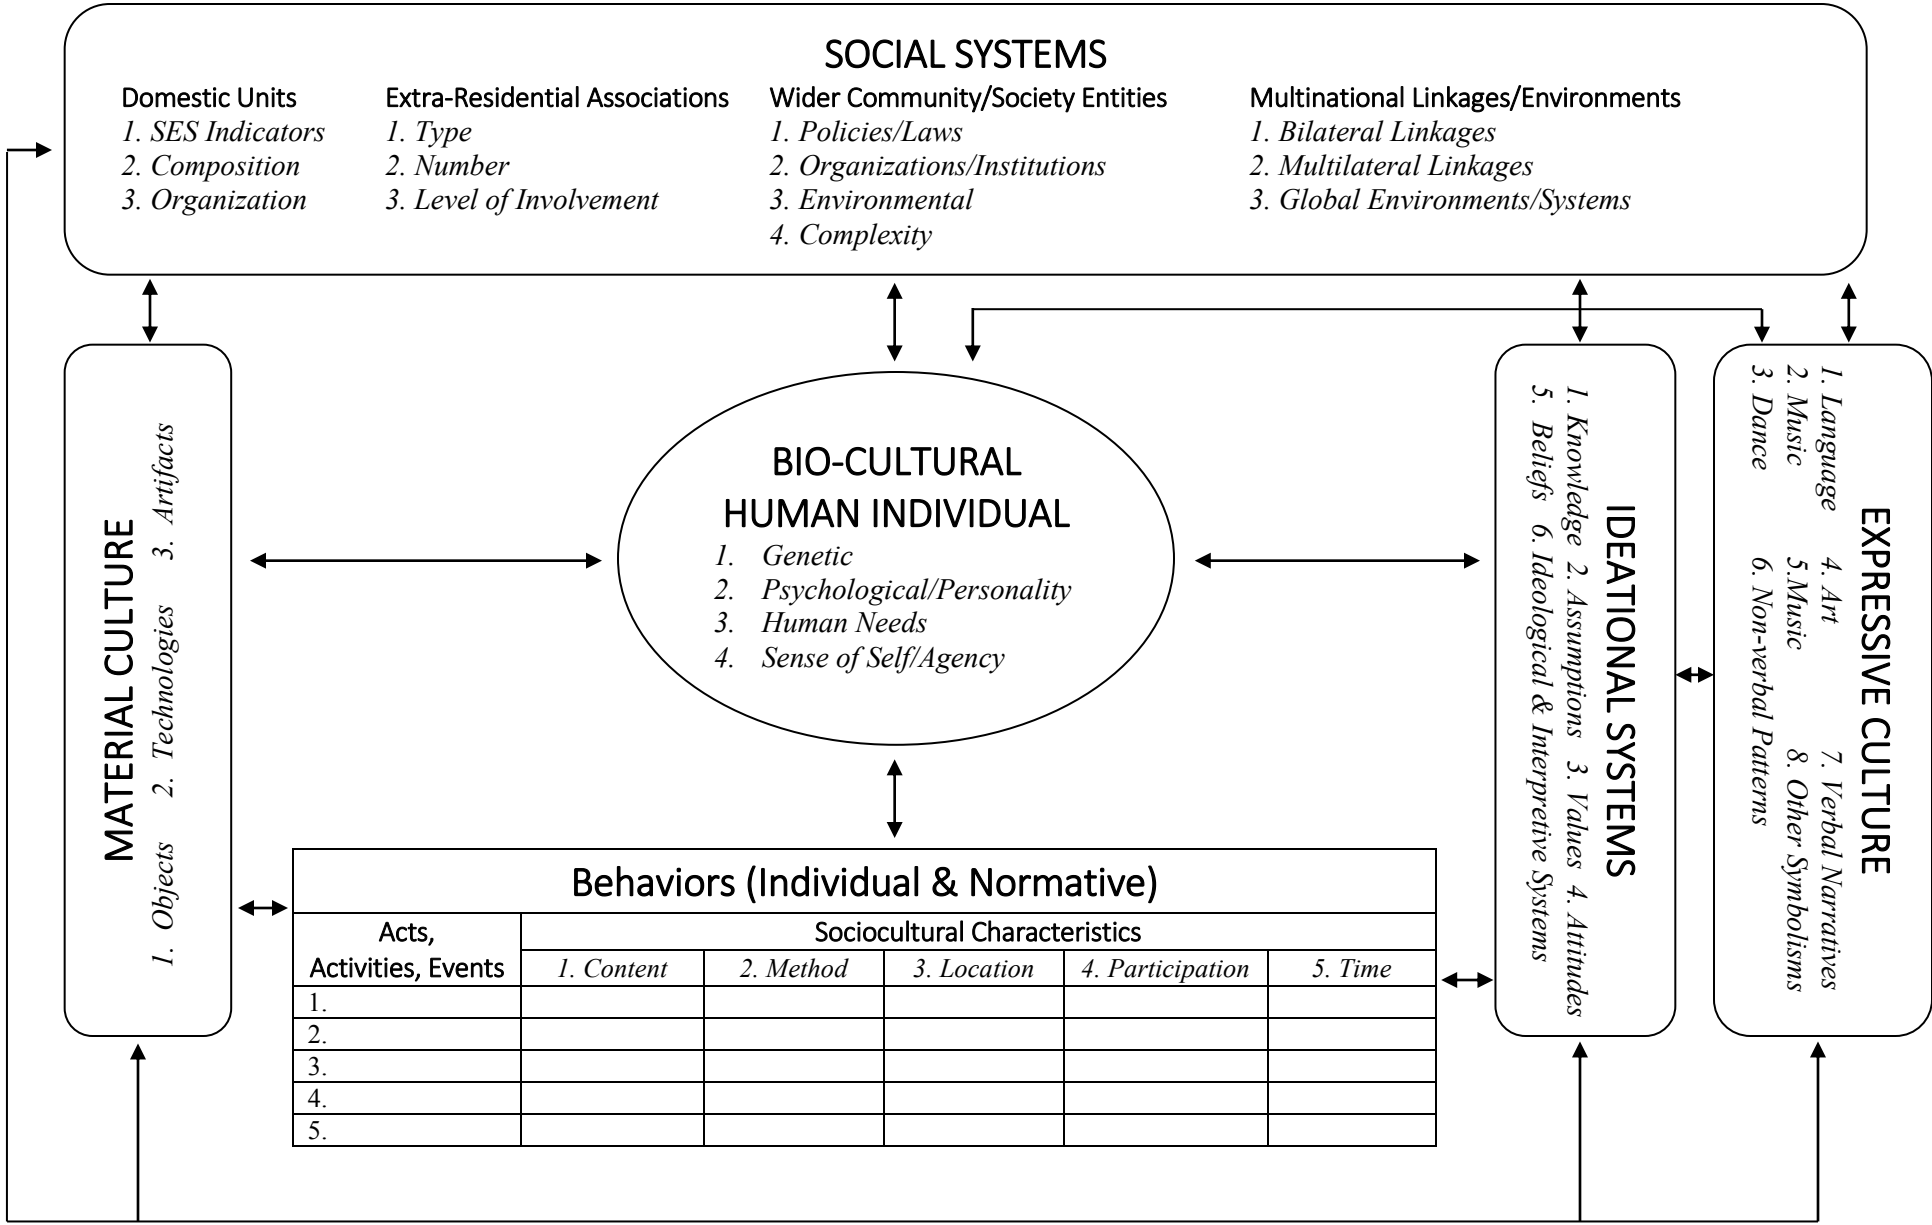 SOCIAL SYSTEMS
Domestic Units
1. SES Indicators
2. Composition
3. Organization
Extra-Residential Associations
1. Type
2. Number
3. Level of Involvement
Wider Community/Society Entities
1. Policies/Laws
2. Organizations/Institutions
3. Environmental
4. Complexity
Multinational Linkages/Environments
1. Bilateral Linkages
2. Multilateral Linkages
3. Global Environments/Systems
MATERIAL CULTURE
1. Objects 2. Technologies 3. Artifacts
BIO-CULTURAL
HUMAN INDIVIDUAL
1. Genetic
2. Psychological/Personality
3. Human Needs
4. Sense of Self/Agency
IDEATIONAL SYSTEMS
1. Knowledge 2. Assumptions 3. Values 4. Attitudes
5. Beliefs 6. Ideological & Interpretive Systems
EXPRESSIVE CULTURE
1. Language 4. Art 7. Verbal Narratives
2. Music 5.Music 8. Other Symbolisms
3. Dance 6. Non-verbal Patterns
Behaviors (Individual & Normative)
Acts,
Activities, Events
Sociocultural Characteristics
1. Content 2. Method 3. Location 4. Participation 5. Time
1.
2.
3.
4.
5.